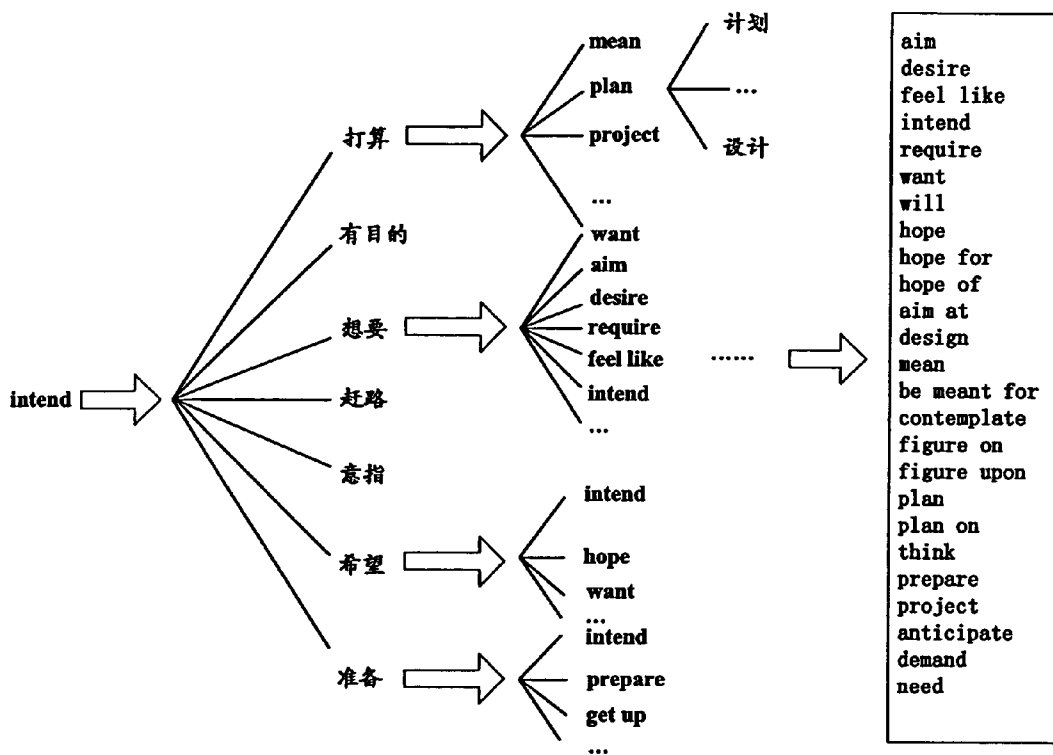 intend
打算
有目的
想要
赶路
意指
希望
准备
mean
plan
project
...
want
aim
desire
require
feel like
intend
...
intend
hope
want
...
intend
prepare
get up
...
计划
...
设计
......
aim
desire
feel like
intend
require
want
will
hope
hope for
hope of
aim at
design
mean
be meant for
contemplate
figure on
figure upon
plan
plan on
think
prepare
project
anticipate
demand
need